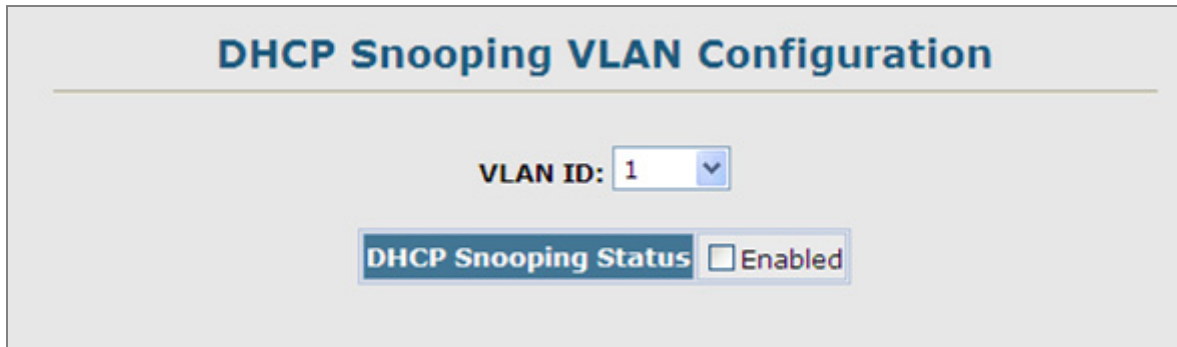 DHCP Snooping VLAN Configuration
VLAN ID: 1
DHCP Snooping Status Enabled